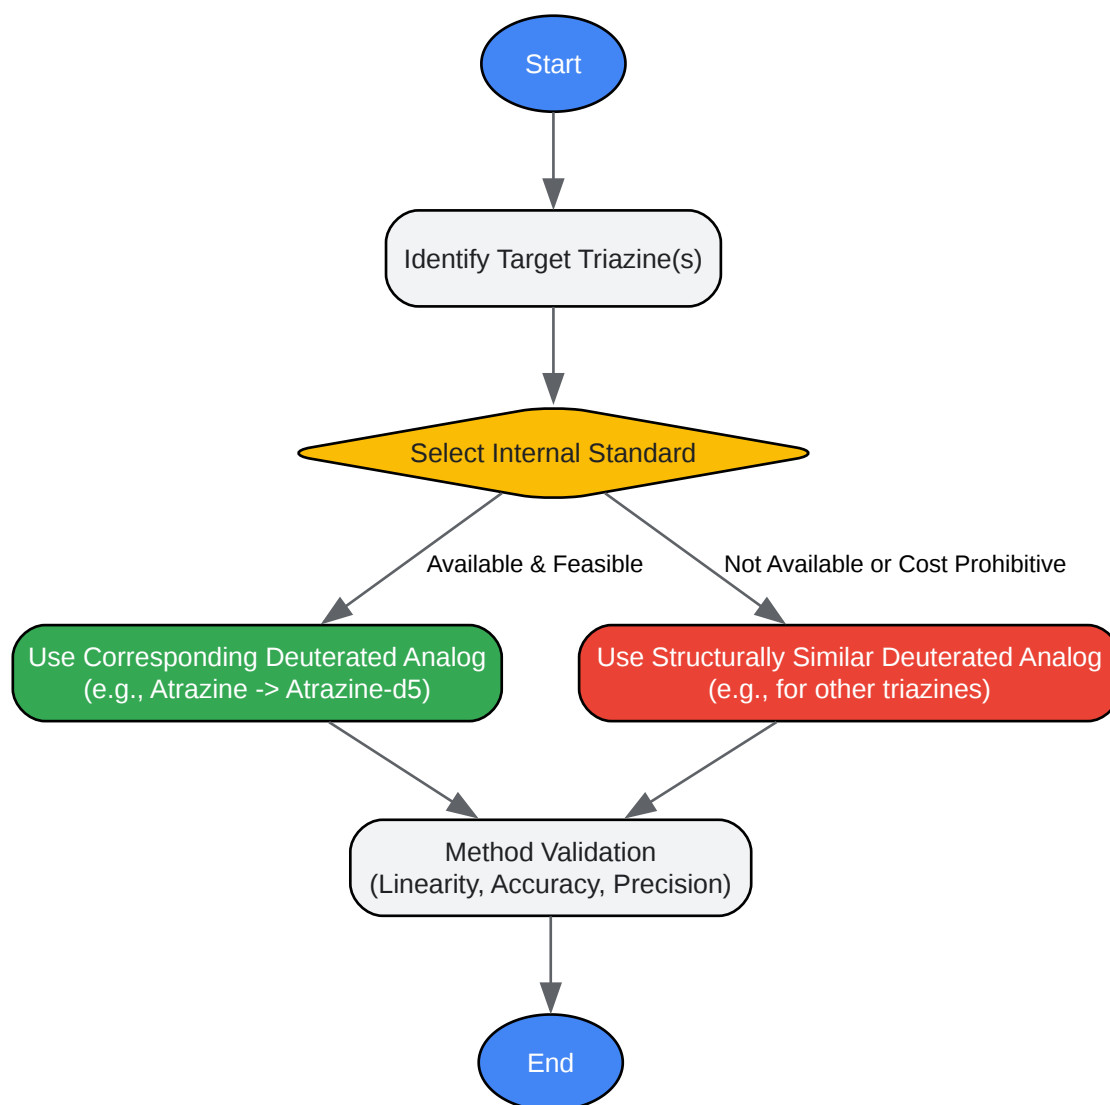 Start
Identify Target Triazine(s)
Select Internal Standard
Available & Feasible
Not Available or Cost Prohibitive
Use Corresponding Deuterated Analog
(e.g., Atrazine -> Atrazine-d5)
Use Structurally Similar Deuterated Analog
(e.g., for other triazines)
Method Validation
(Linearity, Accuracy, Precision)
End